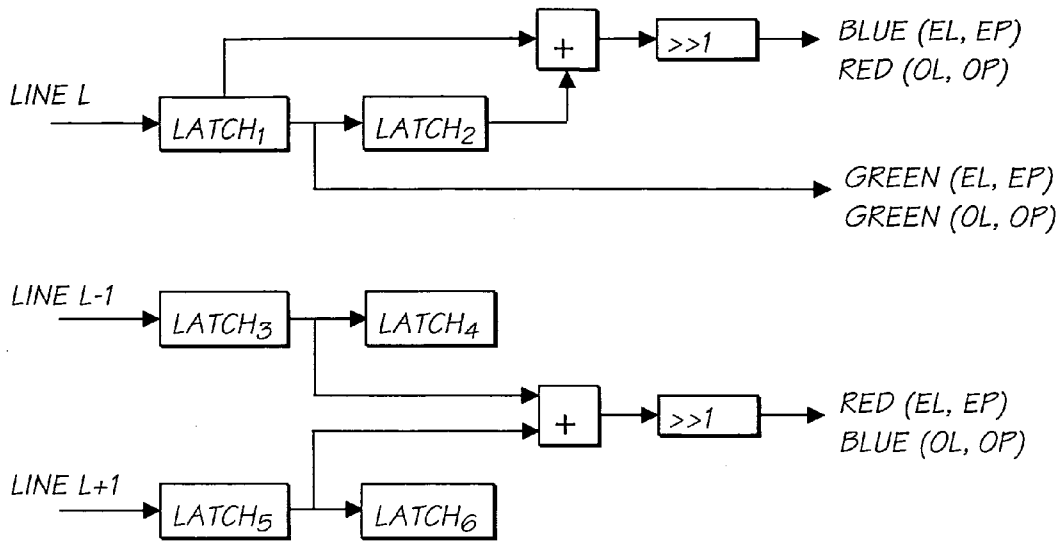 LINE L
LATCH1
LATCH2
+
>>1
BLUE (EL, EP)
RED (OL, OP)
GREEN (EL, EP)
GREEN (OL, OP)
LINE L-1
LATCH3
LATCH4
LINE L+1
LATCH5
LATCH6
+
>>1
RED (EL, EP)
BLUE (OL, OP)